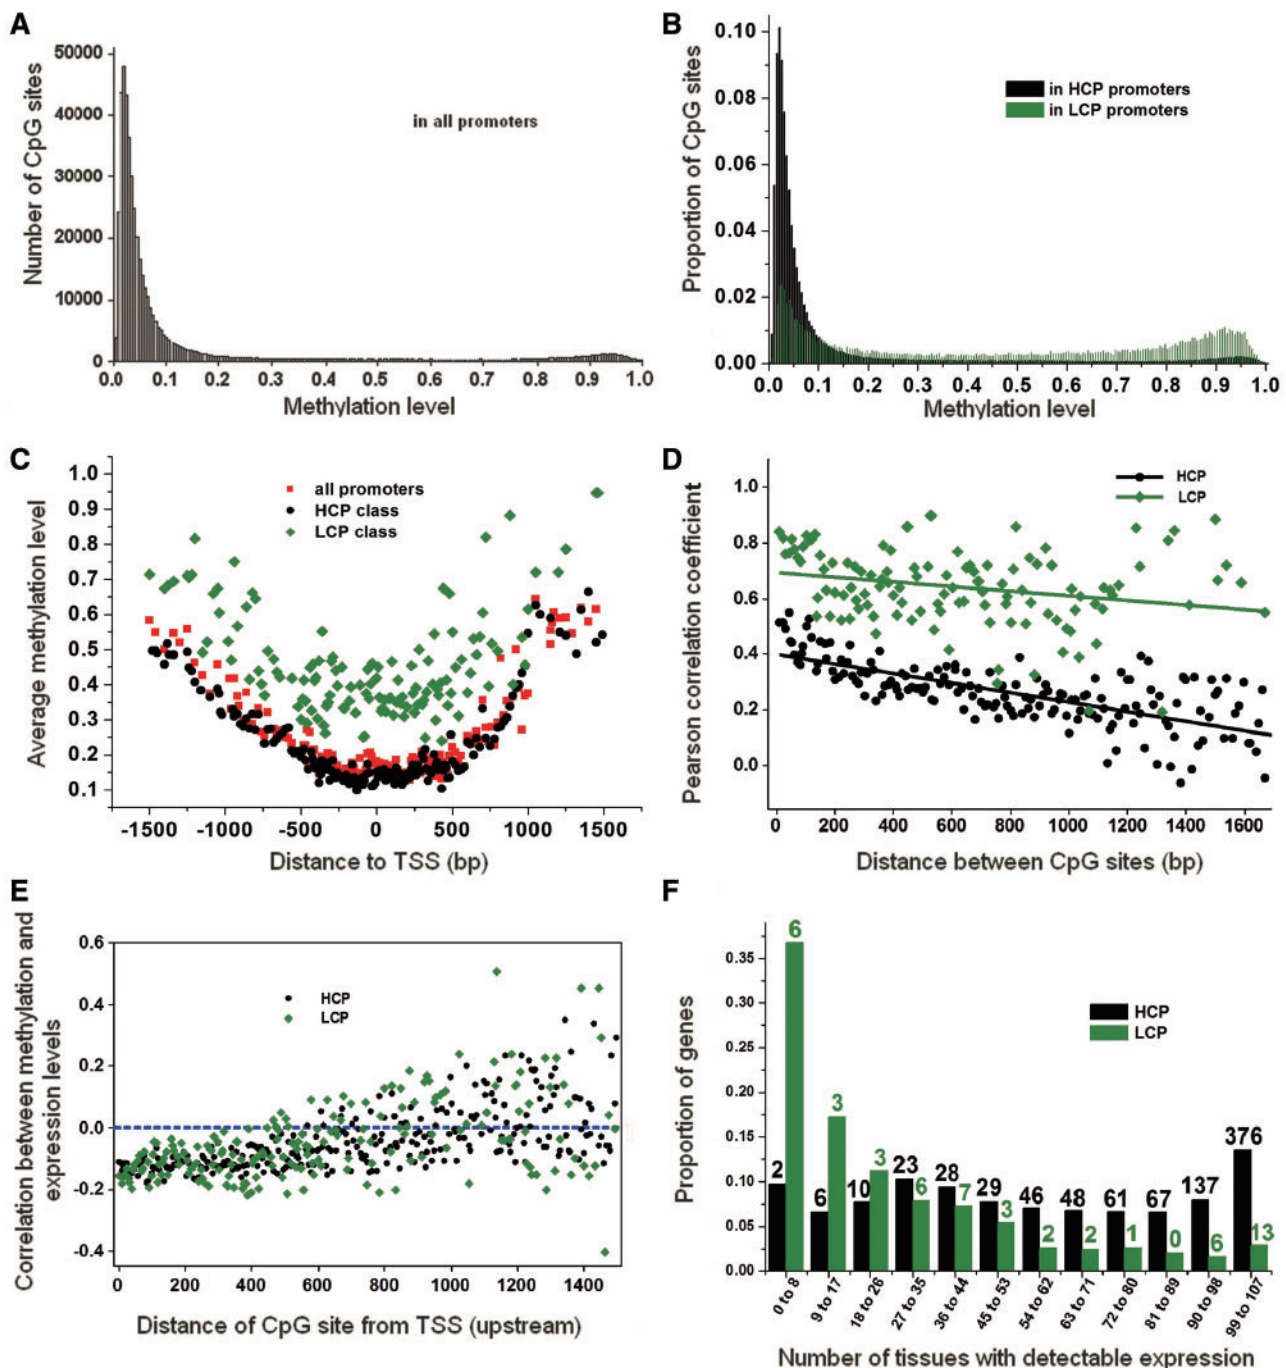 A
50000
40000
30000
20000
10000
0
Number of CpG sites
in all promoters
0.0 0.1 0.2 0.3 0.4 0.5 0.6 0.7 0.8 0.9 1.0
Methylation level
B
0.10
0.08
0.06
0.04
0.02
0.00
Proportion of CpG sites
in HCP promoters
in LCP promoters
0.0 0.1 0.2 0.3 0.4 0.5 0.6 0.7 0.8 0.9 1.0
Methylation level
C
1.0
0.9
0.8
0.7
0.6
0.5
0.4
0.3
0.2
0.1
Average methylation level
all promoters
HCP class
LCP class
-1500 -1000 -500 0 500 1000 1500
Distance to TSS (bp)
D
1.0
0.8
0.6
0.4
0.2
0.0
Pearson correlation coefficient
HCP
LCP
0 200 400 600 800 1000 1200 1400 1600
Distance between CpG sites (bp)
E
0.6
0.4
0.2
0.0
-0.2
-0.4
Correlation between methylation and
expression levels
HCP
LCP
0 200 400 600 800 1000 1200 1400
Distance of CpG site from TSS (upstream)
F
0.35
0.30
0.25
0.20
0.15
0.10
0.05
0.00
Proportion of genes
HCP
LCP
2 6 6 3 10 3 23 6 28 7 29 3 46 2 48 2 61 1 67 0 137 6 376 13
0 to 8
9 to 17
18 to 26
27 to 35
36 to 44
45 to 53
54 to 62
63 to 71
72 to 80
81 to 89
90 to 98
99 to 107
Number of tissues with detectable expression